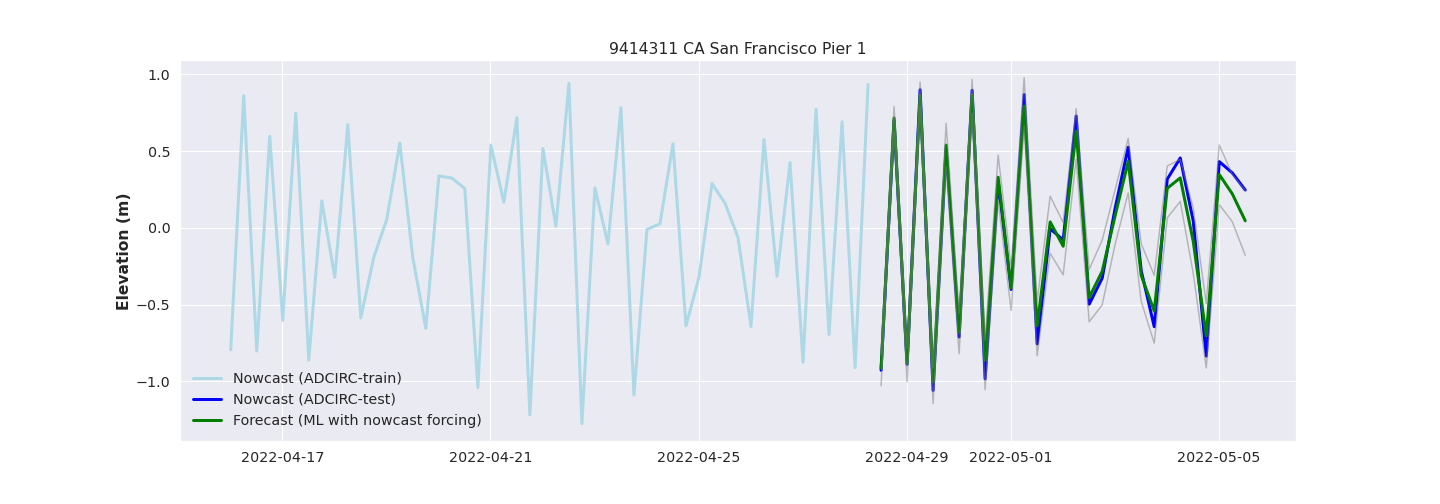 9414311 CA San Francisco Pier 1
Elevation (m)
1.0
0.5
0.0
−0.5
−1.0
Nowcast (ADCIRC-train)
Nowcast (ADCIRC-test)
Forecast (ML with nowcast forcing)
2022-04-17 2022-04-21 2022-04-25 2022-04-29 2022-05-01 2022-05-05